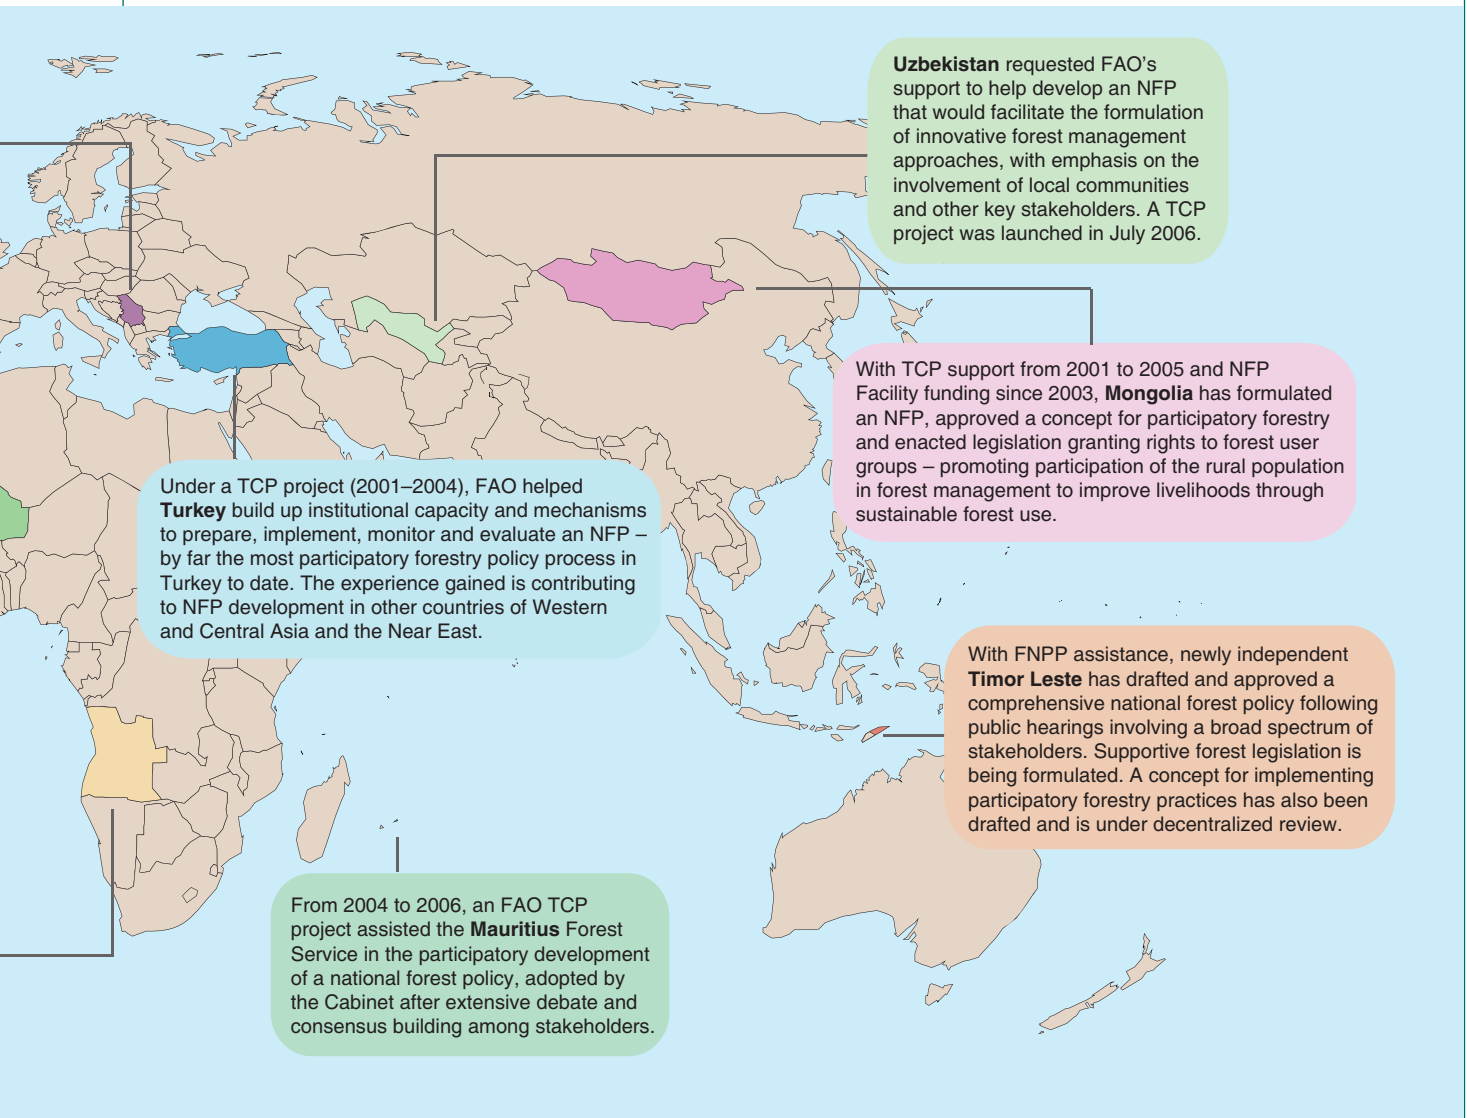 Uzbekistan requested FAO’s
support to help develop an NFP
that would facilitate the formulation
of innovative forest management
approaches, with emphasis on the
involvement of local communities
and other key stakeholders. A TCP
project was launched in July 2006.
With TCP support from 2001 to 2005 and NFP
Facility funding since 2003, Mongolia has formulated
an NFP, approved a concept for participatory forestry
and enacted legislation granting rights to forest user
groups – promoting participation of the rural population
in forest management to improve livelihoods through
sustainable forest use.
Under a TCP project (2001–2004), FAO helped
Turkey build up institutional capacity and mechanisms
to prepare, implement, monitor and evaluate an NFP –
by far the most participatory forestry policy process in
Turkey to date. The experience gained is contributing
to NFP development in other countries of Western
and Central Asia and the Near East.
With FNPP assistance, newly independent
Timor Leste has drafted and approved a
comprehensive national forest policy following
public hearings involving a broad spectrum of
stakeholders. Supportive forest legislation is
being formulated. A concept for implementing
participatory forestry practices has also been
drafted and is under decentralized review.
From 2004 to 2006, an FAO TCP
project assisted the Mauritius Forest
Service in the participatory development
of a national forest policy, adopted by
the Cabinet after extensive debate and
consensus building among stakeholders.